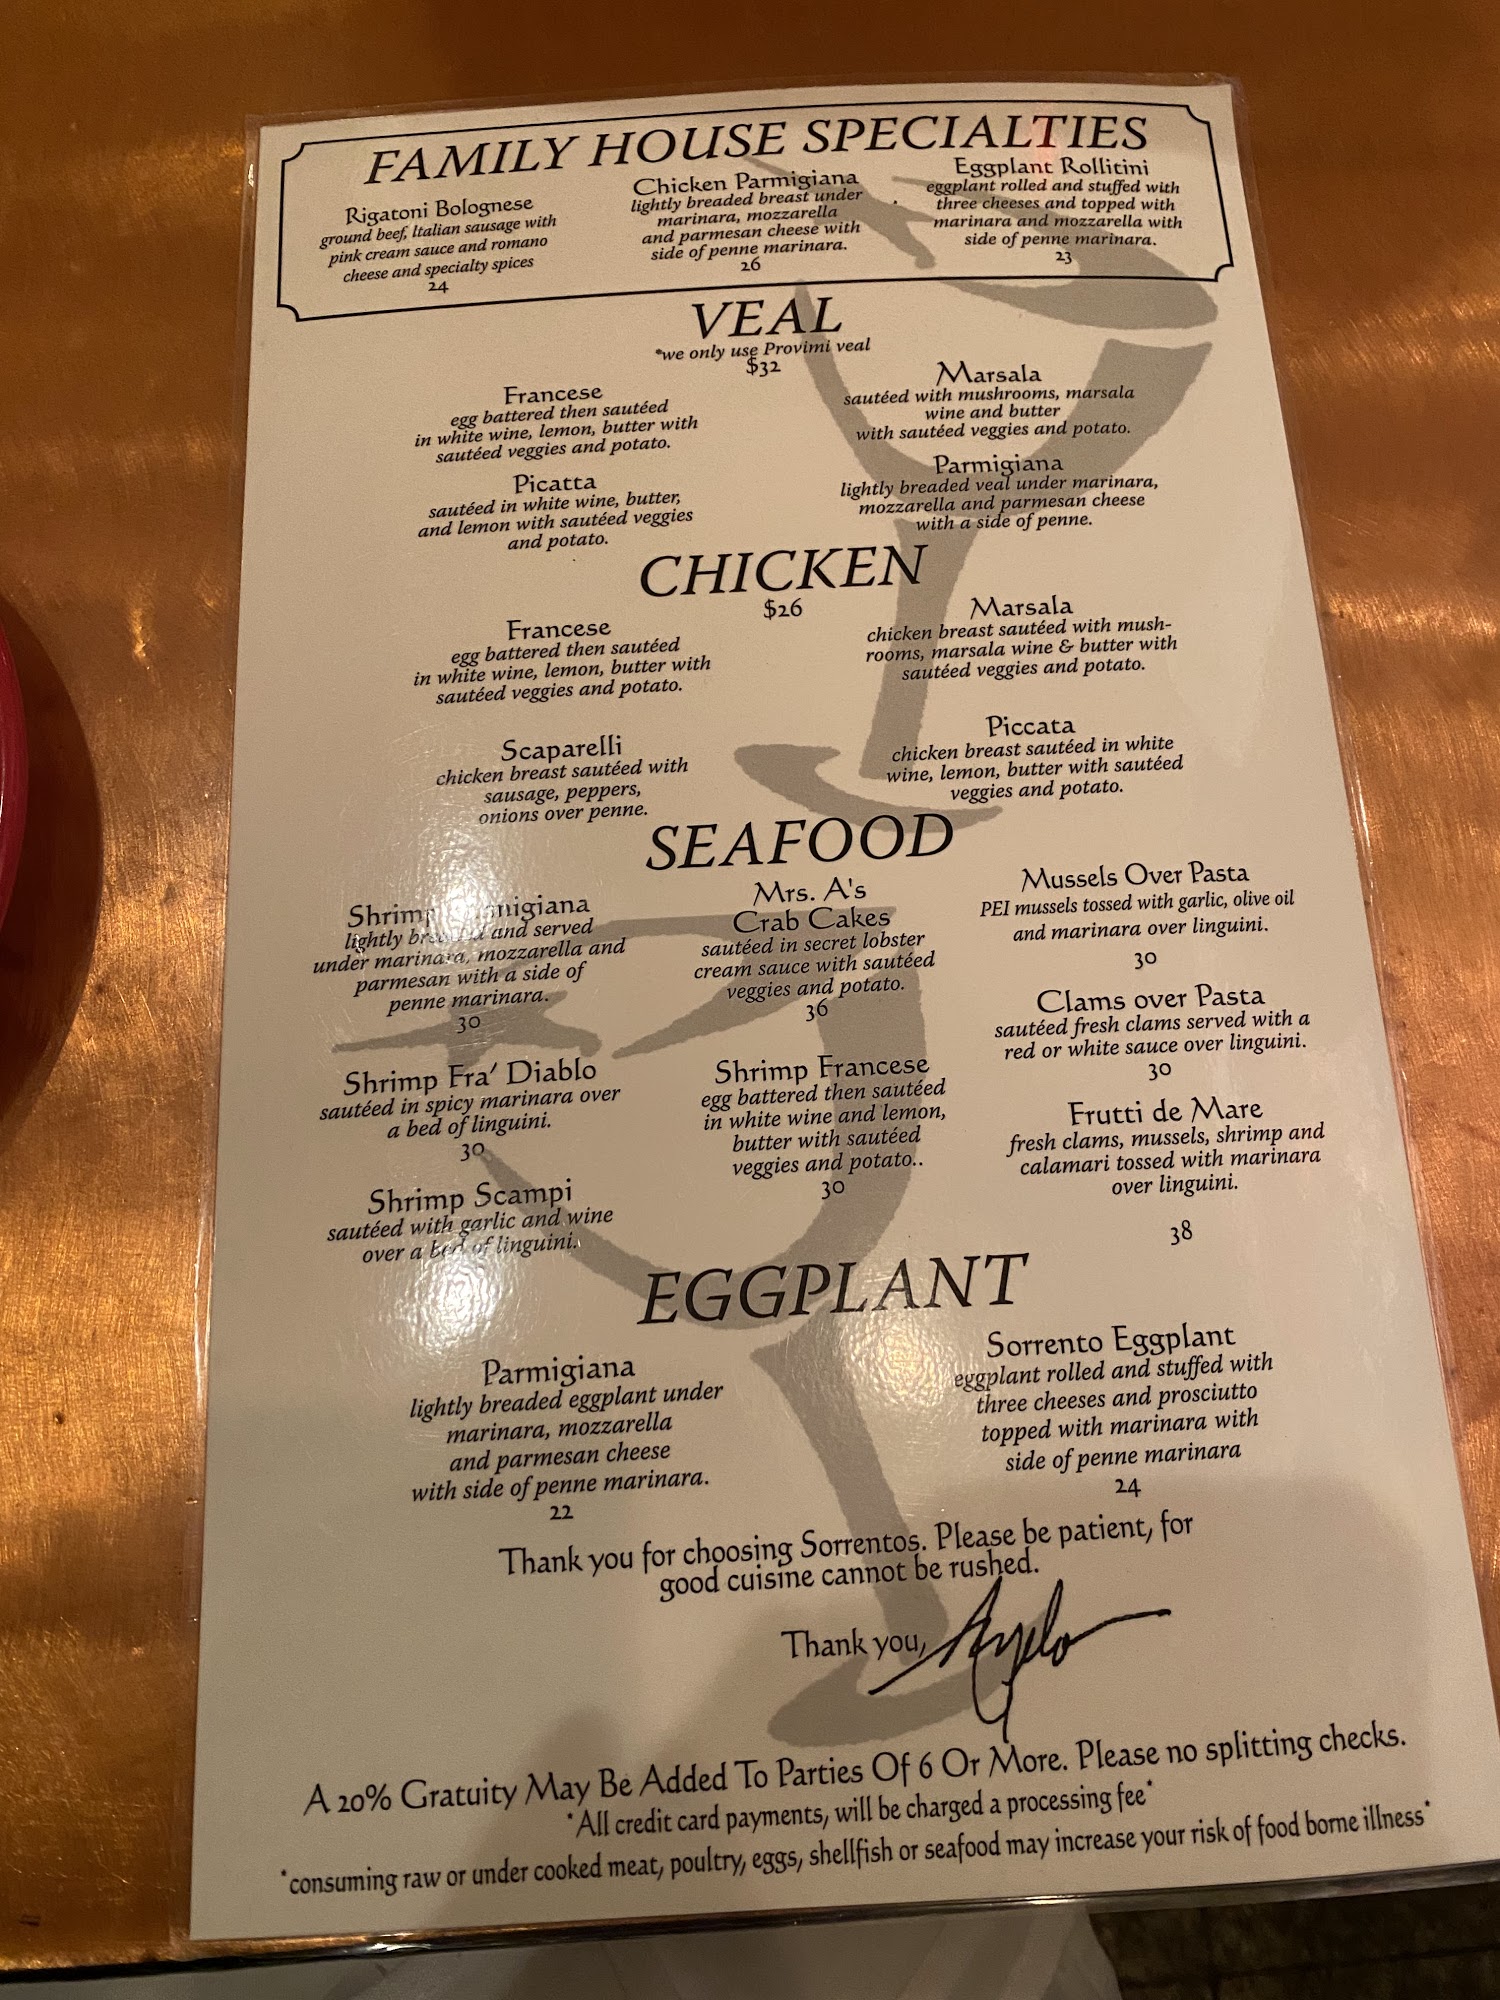 FAMILY HOUSE SPECIALTIES
Rigatoni Bolognese
ground beef, Italian sausage with
pink cream sauce and romano
cheese and specialty spices
24
Chicken Parmigiana
lightly breaded breast under
marinara, mozzarella
and parmesan cheese with
side of penne marinara.
26
Eggplant Rollitini
eggplant rolled and stuffed with
three cheeses and topped with
marinara and mozzarella with
side of penne marinara.
23
VEAL
*we only use Provimi veal
$32
Francese
egg battered then sautéed
in white wine, lemon, butter with
sautéed veggies and potato.
Marsala
sautéed with mushrooms, marsala
wine and butter
with sautéed veggies and potato.
Picatta
sautéed in white wine, butter,
and lemon with sautéed veggies
and potato.
Parmigiana
lightly breaded veal under marinara,
mozzarella and parmesan cheese
with a side of penne.
CHICKEN
$26
Francese
egg battered then sautéed
in white wine, lemon, butter with
sautéed veggies and potato.
Marsala
chicken breast sautéed with mush-
rooms, marsala wine & butter with
sautéed veggies and potato.
Scaparelli
chicken breast sautéed with
sausage, peppers,
onions over penne.
Piccata
chicken breast sautéed in white
wine, lemon, butter with sautéed
veggies and potato.
SEAFOOD
Shrimp Parmigiana
lightly breaded and served
under marinara, mozzarella and
parmesan with a side of
penne marinara.
30
Mrs. A's
Crab Cakes
sautéed in secret lobster
cream sauce with sautéed
veggies and potato.
36
Mussels Over Pasta
PEI mussels tossed with garlic, olive oil
and marinara over linguini.
30
Clams over Pasta
sautéed fresh clams served with a
red or white sauce over linguini.
30
Shrimp Fra' Diablo
sautéed in spicy marinara over
a bed of linguini.
30
Shrimp Francese
egg battered then sautéed
in white wine and lemon,
butter with sautéed
veggies and potato..
30
Frutti de Mare
fresh clams, mussels, shrimp and
calamari tossed with marinara
over linguini.
38
Shrimp Scampi
sautéed with garlic and wine
over a bed of linguini.
EGGPLANT
Parmigiana
lightly breaded eggplant under
marinara, mozzarella
and parmesan cheese
with side of penne marinara.
22
Sorrento Eggplant
eggplant rolled and stuffed with
three cheeses and prosciutto
topped with marinara with
side of penne marinara
24
Thank you for choosing Sorrentos. Please be patient, for
good cuisine cannot be rushed.
Thank you, Angelo
A 20% Gratuity May Be Added To Parties Of 6 Or More. Please no splitting checks.
*All credit card payments, will be charged a processing fee*
*consuming raw or under cooked meat, poultry, eggs, shellfish or seafood may increase your risk of food borne illness*